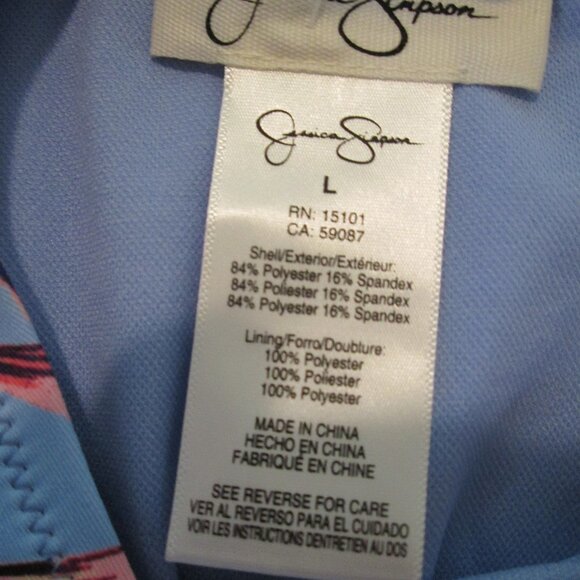 Jessica Simpson
Jessica Simpson
L
RN: 15101
CA: 59087
Shell/Exterior/Extérieur:
84% Polyester 16% Spandex
84% Poliester 16% Spandex
84% Polyester 16% Spandex
Lining/Forro/Doublure:
100% Polyester
100% Poliester
100% Polyester
MADE IN CHINA
HECHO EN CHINA
FABRIQUÉ EN CHINE
SEE REVERSE FOR CARE
VER AL REVERSO PARA EL CUIDADO
VOIR LES INSTRUCTIONS DENTRETIEN AU DOS